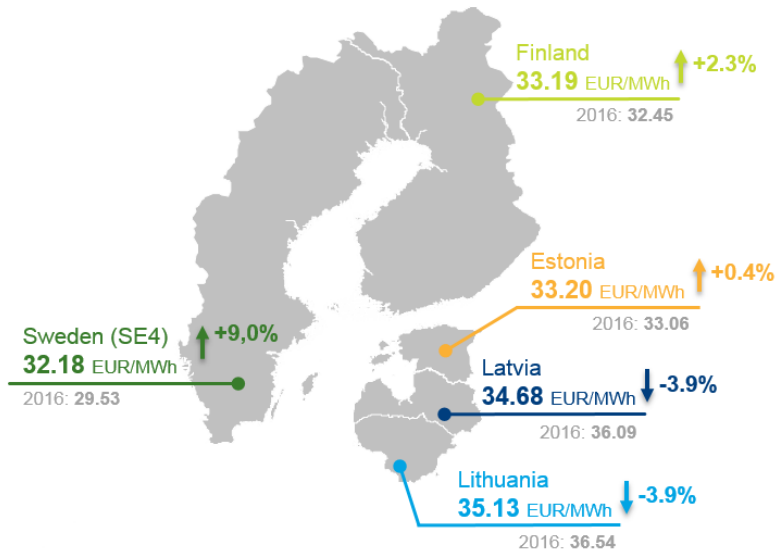 Finland
33.19 EUR/MWh
+2.3%
2016: 32.45
Estonia
33.20 EUR/MWh
+0.4%
2016: 33.06
Sweden (SE4)
32.18 EUR/MWh
+9,0%
2016: 29.53
Latvia
34.68 EUR/MWh
-3.9%
2016: 36.09
Lithuania
35.13 EUR/MWh
-3.9%
2016: 36.54